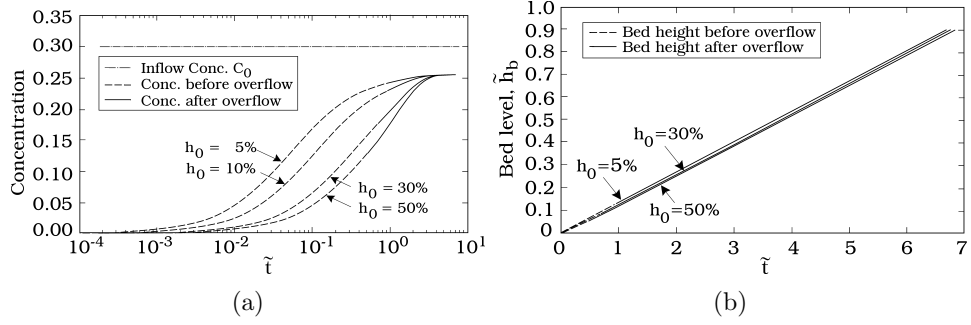 0.35
0.30
0.25
0.20
0.15
0.10
0.05
0.00
Concentration
Inflow Conc. C0
Conc. before overflow
Conc. after overflow
h0 = 5%
h0 = 10%
h0 = 30%
h0 = 50%
10-4 10-3 10-2 10-1 100 101
t̃
(a)
1.0
0.9
0.8
0.7
0.6
0.5
0.4
0.3
0.2
0.1
0
Bed level, h̃b
Bed height before overflow
Bed height after overflow
h0=30%
h0=5%
h0=50%
0 1 2 3 4 5 6 7
t̃
(b)